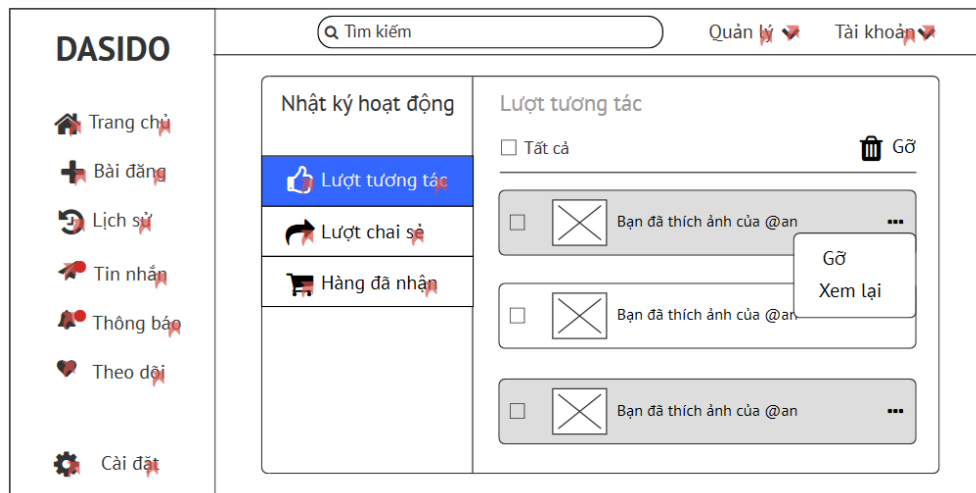 DASIDO
Tìm kiếm
Quản lý
Tài khoản
Trang chủ
Bài đăng
Lịch sử
Tin nhắn
Thông báo
Theo dõi
Cài đặt
Nhật ký hoạt động
Lượt tương tác
Lượt chai sẻ
Hàng đã nhận
Lượt tương tác
Tất cả
Gỡ
Bạn đã thích ảnh của @an
Gỡ
Xem lại
Bạn đã thích ảnh của @an
Bạn đã thích ảnh của @an